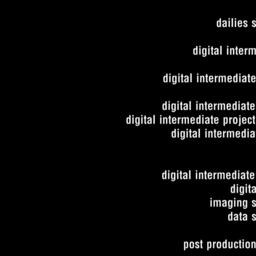 dailies s
digital interm
digital intermediate
digital intermediate
digital intermediate project
digital intermedia
digital intermediate
digita
imaging s
data s
post production